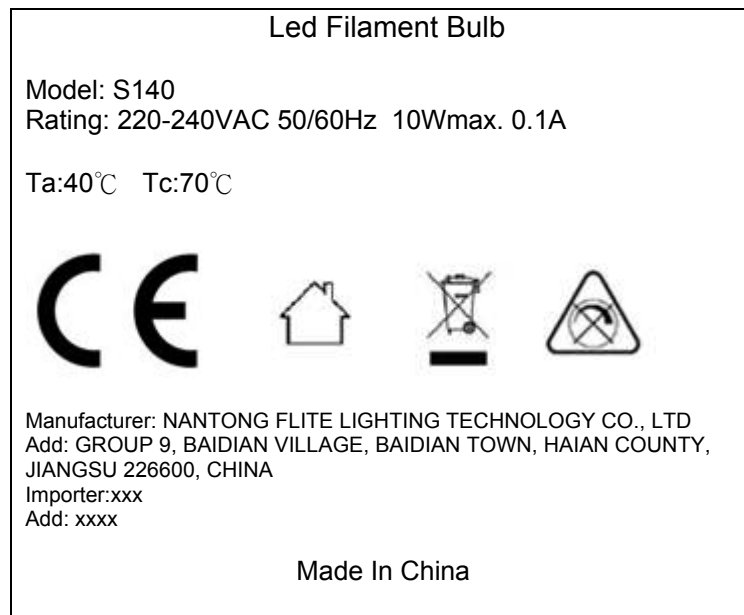 Led Filament Bulb
Model: S140
Rating: 220-240VAC 50/60Hz 10Wmax. 0.1A
Ta:40℃ Tc:70℃
CE
Manufacturer: NANTONG FLITE LIGHTING TECHNOLOGY CO., LTD
Add: GROUP 9, BAIDIAN VILLAGE, BAIDIAN TOWN, HAIAN COUNTY,
JIANGSU 226600, CHINA
Importer:xxx
Add: xxxx
Made In China